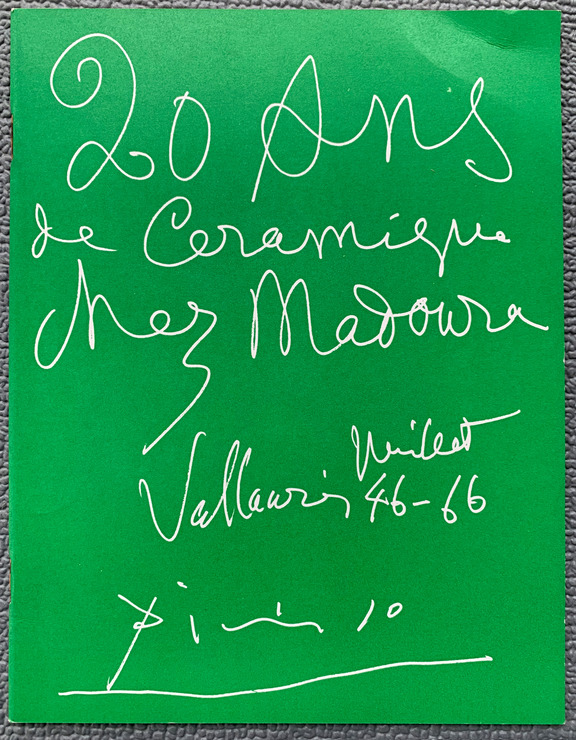 20 Ans
de Ceramique
chez Madoura
Vallauris Juillet
46-66
Picasso